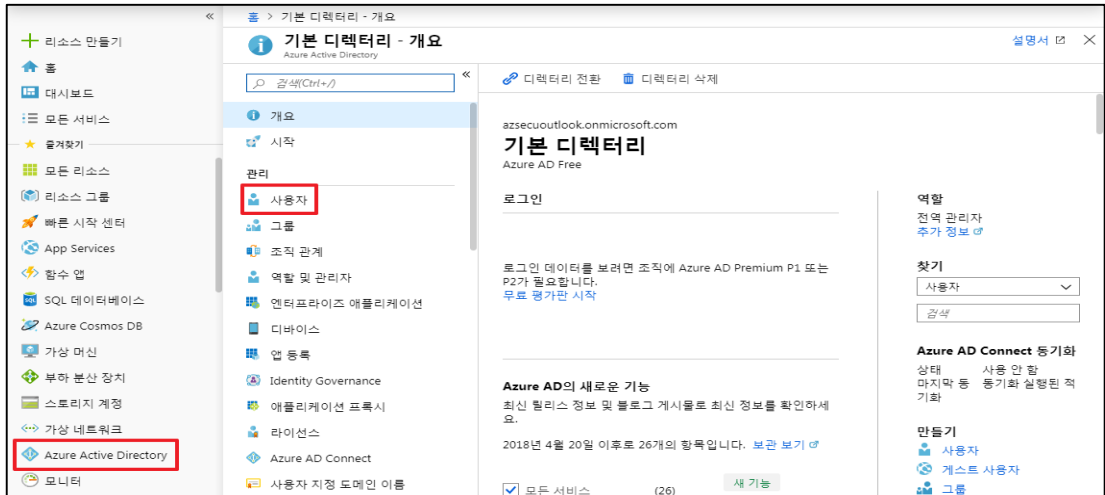 «
홈 > 기본 디렉터리 - 개요
리소스 만들기
홈
대시보드
모든 서비스
즐겨찾기
모든 리소스
리소스 그룹
빠른 시작 센터
App Services
함수 앱
SQL 데이터베이스
Azure Cosmos DB
가상 머신
부하 분산 장치
스토리지 계정
가상 네트워크
Azure Active Directory
모니터
기본 디렉터리 - 개요
Azure Active Directory
설명서
검색(Ctrl+/)
«
개요
시작
관리
사용자
그룹
조직 관계
역할 및 관리자
엔터프라이즈 애플리케이션
디바이스
앱 등록
Identity Governance
애플리케이션 프록시
라이선스
Azure AD Connect
사용자 지정 도메인 이름
디렉터리 전환
디렉터리 삭제
azsecuoutlook.onmicrosoft.com
기본 디렉터리
Azure AD Free
로그인
로그인 데이터를 보려면 조직에 Azure AD Premium P1 또는
P2가 필요합니다.
무료 평가판 시작
Azure AD의 새로운 기능
최신 릴리스 정보 및 블로그 게시물로 최신 정보를 확인하세
요.
2018년 4월 20일 이후로 26개의 항목입니다. 보관 보기
모든 서비스 (26)
새 기능
역할
전역 관리자
추가 정보
찾기
사용자
검색
Azure AD Connect 동기화
상태 사용 안 함
마지막 동 동기화 실행된 적
기화
만들기
사용자
게스트 사용자
그룹